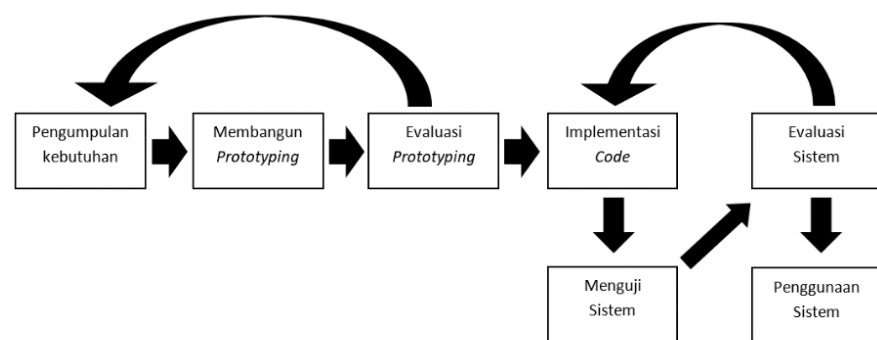 Pengumpulan
kebutuhan
Membangun
Prototyping
Evaluasi
Prototyping
Implementasi
Code
Menguji
Sistem
Evaluasi
Sistem
Penggunaan
Sistem